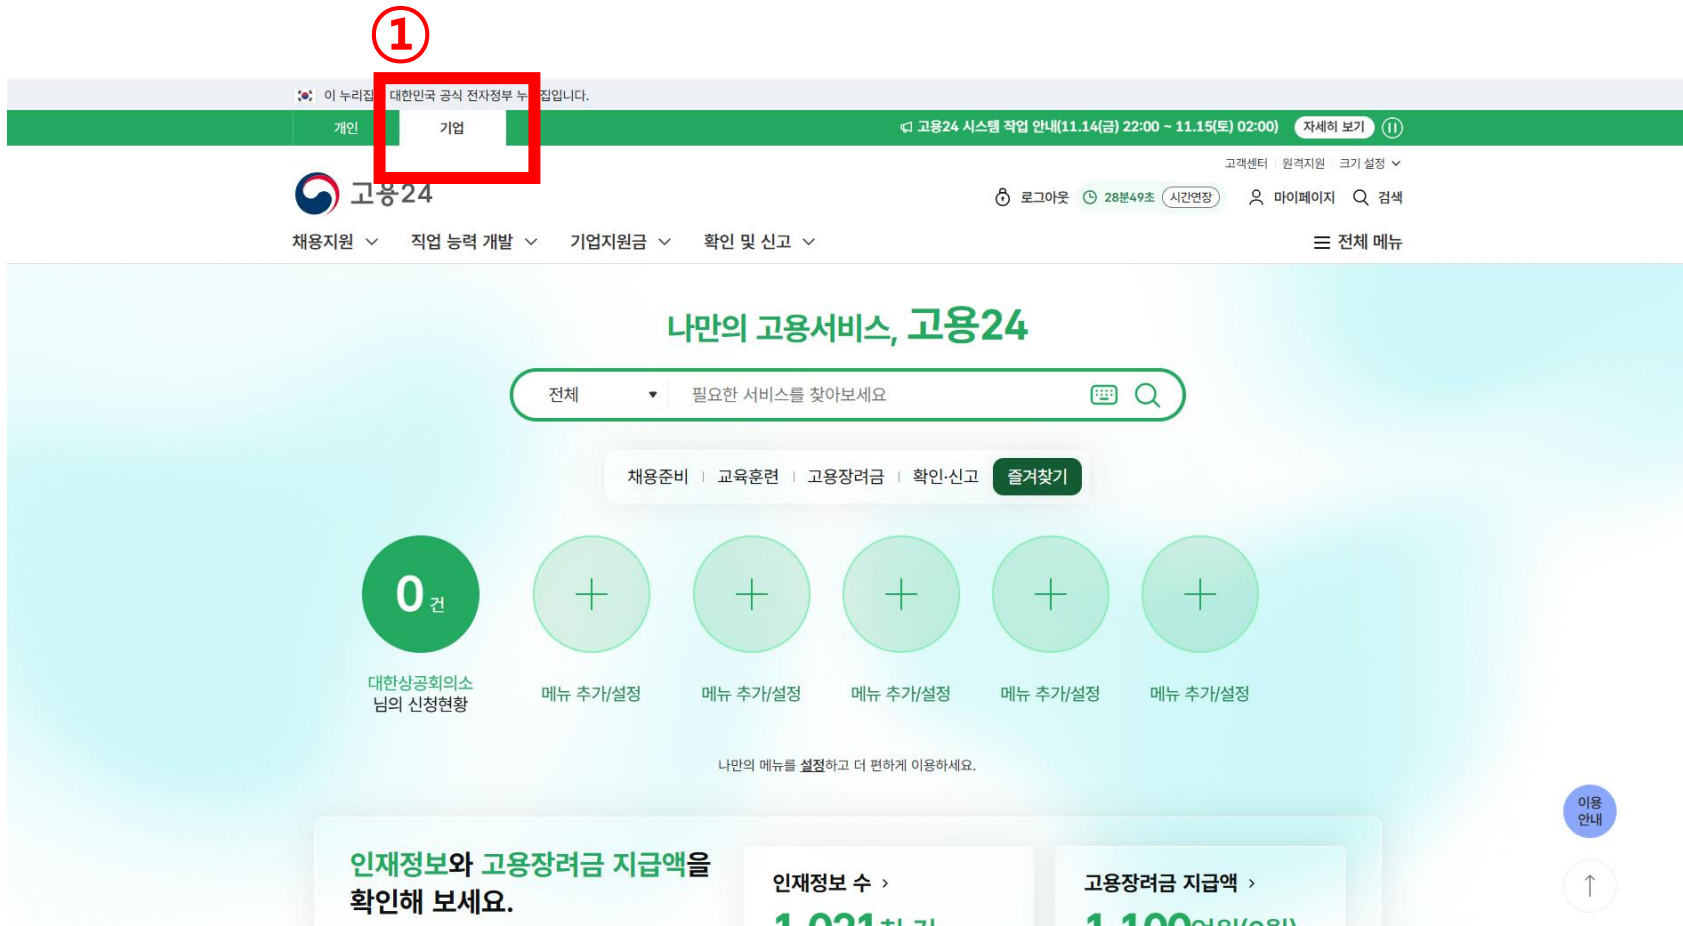 ①
이 누리집 대한민국 공식 전자정부 누 집입니다.
개인 기업 고용24 시스템 작업 안내(11.14(금) 22:00 ~ 11.15(토) 02:00) 자세히 보기
고객센터 원격지원 크기 설정
고용24 로그아웃 28분49초 시간연장 마이페이지 검색
채용지원 직업 능력 개발 기업지원금 확인 및 신고 전체 메뉴
나만의 고용서비스, 고용24
전체 필요한 서비스를 찾아보세요
채용준비 교육훈련 고용장려금 확인·신고 즐겨찾기
0 건
대한상공회의소
님의 신청현황
메뉴 추가/설정 메뉴 추가/설정 메뉴 추가/설정 메뉴 추가/설정 메뉴 추가/설정
나만의 메뉴를 설정하고 더 편하게 이용하세요.
이용
안내
인재정보와 고용장려금 지급액을
확인해 보세요.
인재정보 수 고용장려금 지급액